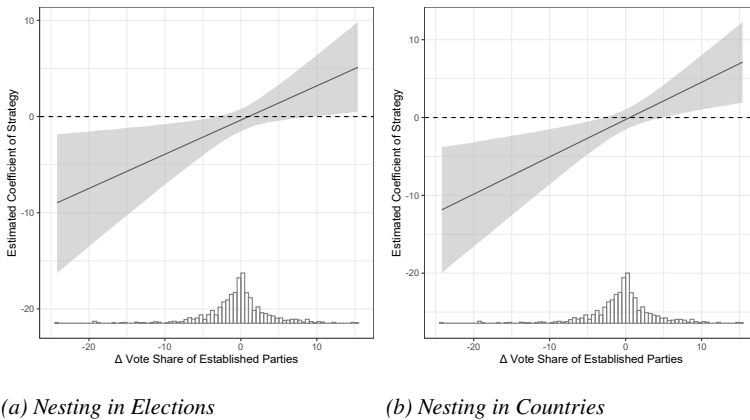 10
0
-10
-20
Estimated Coefficient of Strategy
-20
-10
0
10
Δ Vote Share of Established Parties
10
0
-10
-20
Estimated Coefficient of Strategy
-20
-10
0
10
Δ Vote Share of Established Parties
(a) Nesting in Elections
(b) Nesting in Countries